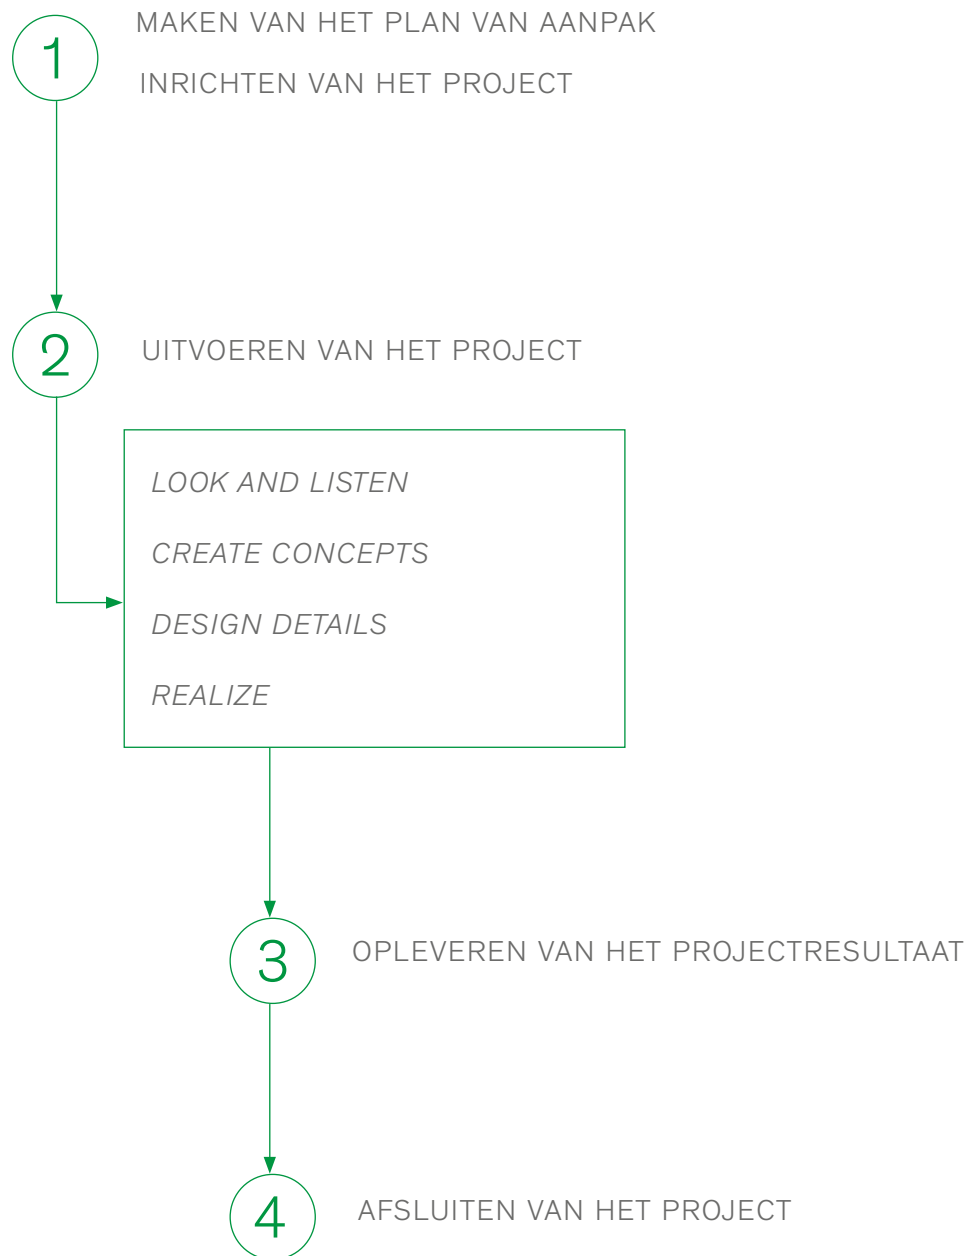 1
MAKEN VAN HET PLAN VAN AANPAK
INRICHTEN VAN HET PROJECT
2
UITVOEREN VAN HET PROJECT
LOOK AND LISTEN
CREATE CONCEPTS
DESIGN DETAILS
REALIZE
3
OPLEVEREN VAN HET PROJECTRESULTAAT
4
AFSLUITEN VAN HET PROJECT